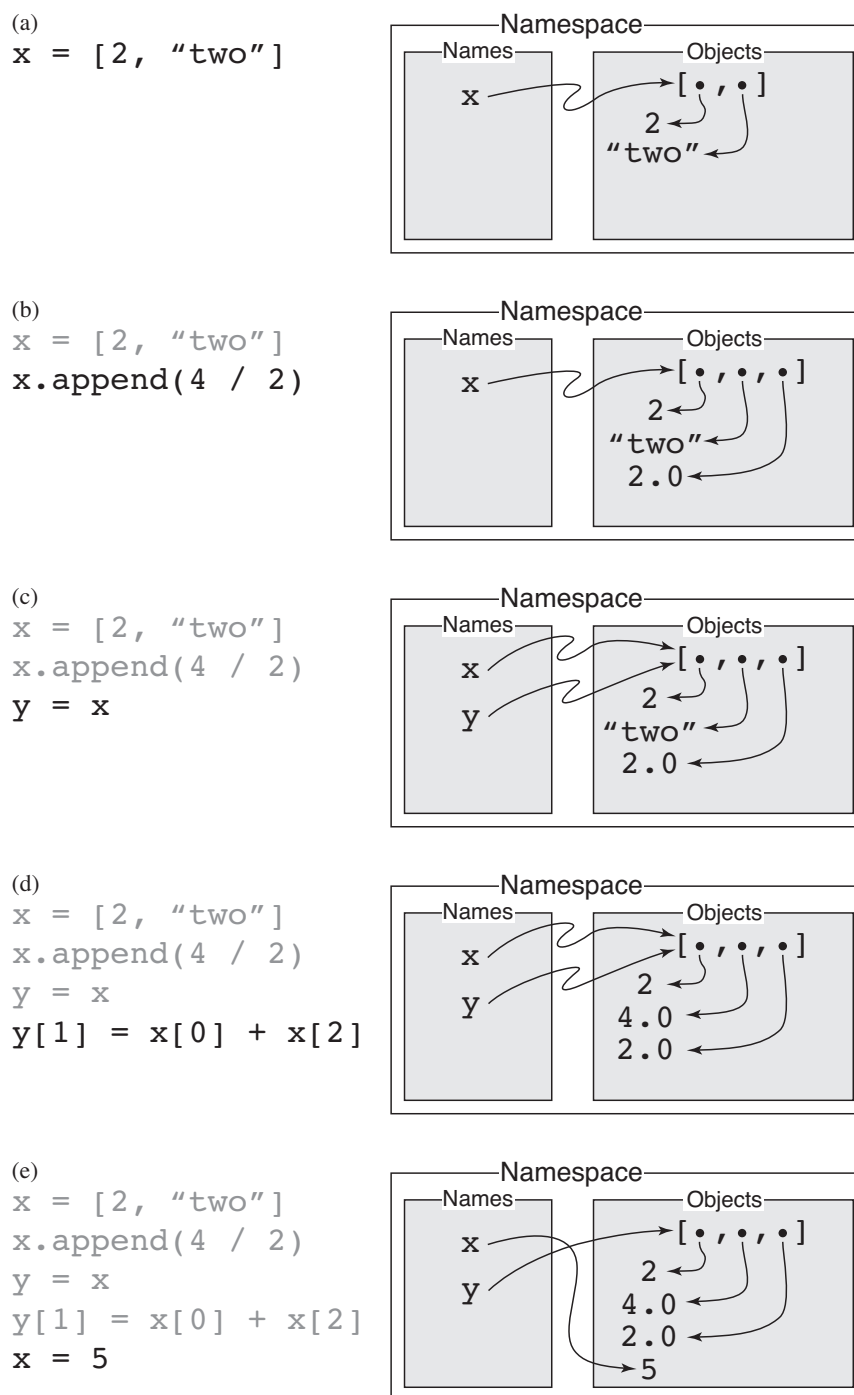 (a)
x = [2, “two”]
Namespace
Names
Objects
x
[•,•]
2
“two”
(b)
x = [2, “two”]
x.append(4 / 2)
Namespace
Names
Objects
x
[•,•,•]
2
“two”
2.0
(c)
x = [2, “two”]
x.append(4 / 2)
y = x
Namespace
Names
Objects
x
y
[•,•,•]
2
“two”
2.0
(d)
x = [2, “two”]
x.append(4 / 2)
y = x
y[1] = x[0] + x[2]
Namespace
Names
Objects
x
y
[•,•,•]
2
4.0
2.0
(e)
x = [2, “two”]
x.append(4 / 2)
y = x
y[1] = x[0] + x[2]
x = 5
Namespace
Names
Objects
x
y
[•,•,•]
2
4.0
2.0
5